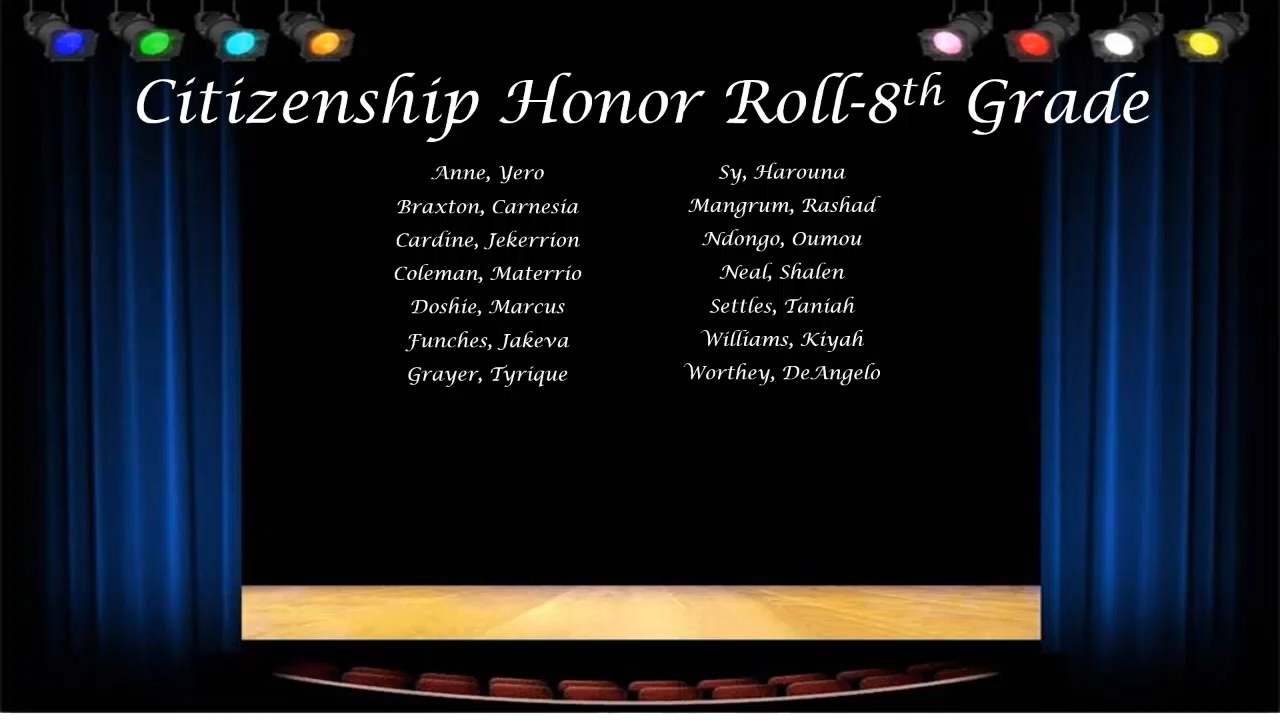 Citizenship Honor Roll-8th Grade
Anne, Yero
Braxton, Carnesia
Cardine, Jekerrion
Coleman, Materrio
Doshie, Marcus
Funches, Jakeva
Grayer, Tyrique
Sy, Harouna
Mangrum, Rashad
Ndongo, Oumou
Neal, Shalen
Settles, Taniah
Williams, Kiyah
Worthey, DeAngelo